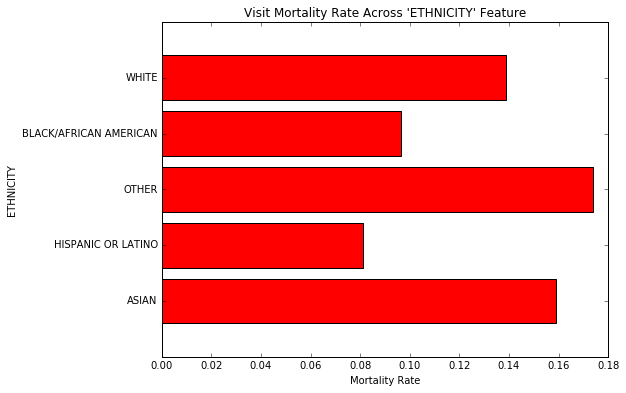 Visit Mortality Rate Across 'ETHNICITY' Feature
ETHNICITY
WHITE
BLACK/AFRICAN AMERICAN
OTHER
HISPANIC OR LATINO
ASIAN
0.00 0.02 0.04 0.06 0.08 0.10 0.12 0.14 0.16 0.18
Mortality Rate